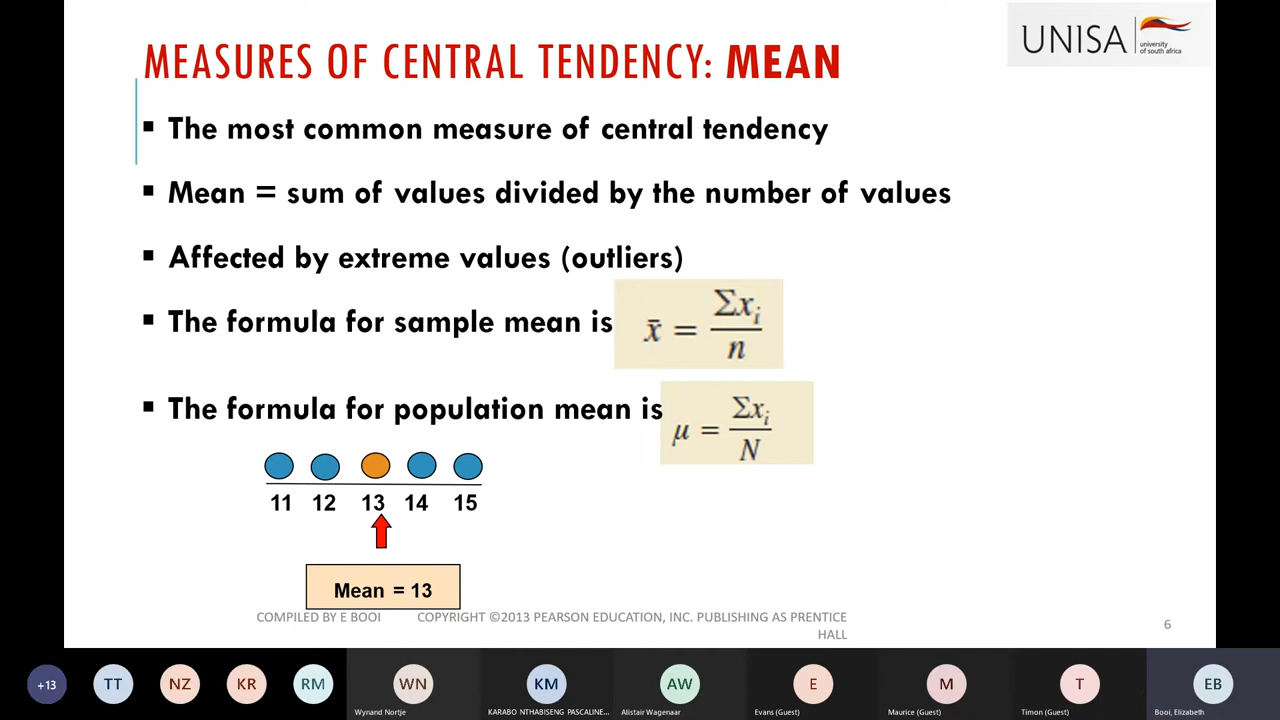 UNISA
university
of south africa
MEASURES OF CENTRAL TENDENCY: MEAN
▪ The most common measure of central tendency
▪ Mean = sum of values divided by the number of values
▪ Affected by extreme values (outliers)
▪ The formula for sample mean is x̄ = Σxᵢ / n
▪ The formula for population mean is μ = Σxᵢ / N
11 12 13 14 15
Mean = 13
COMPILED BY E BOOI COPYRIGHT ©2013 PEARSON EDUCATION, INC. PUBLISHING AS PRENTICE
HALL
6
+13 TT NZ KR RM WN KM AW E M T EB
Wynand Nortje KARABO NTHABISENG PASCALINE... Alistair Wagenaar Evans (Guest) Maurice (Guest) Timon (Guest) Booi, Elizabeth